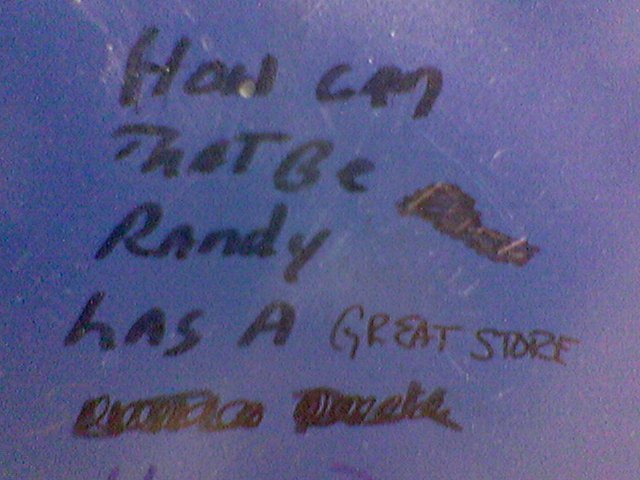 How can
That Be
Randy
has A GREAT STORE